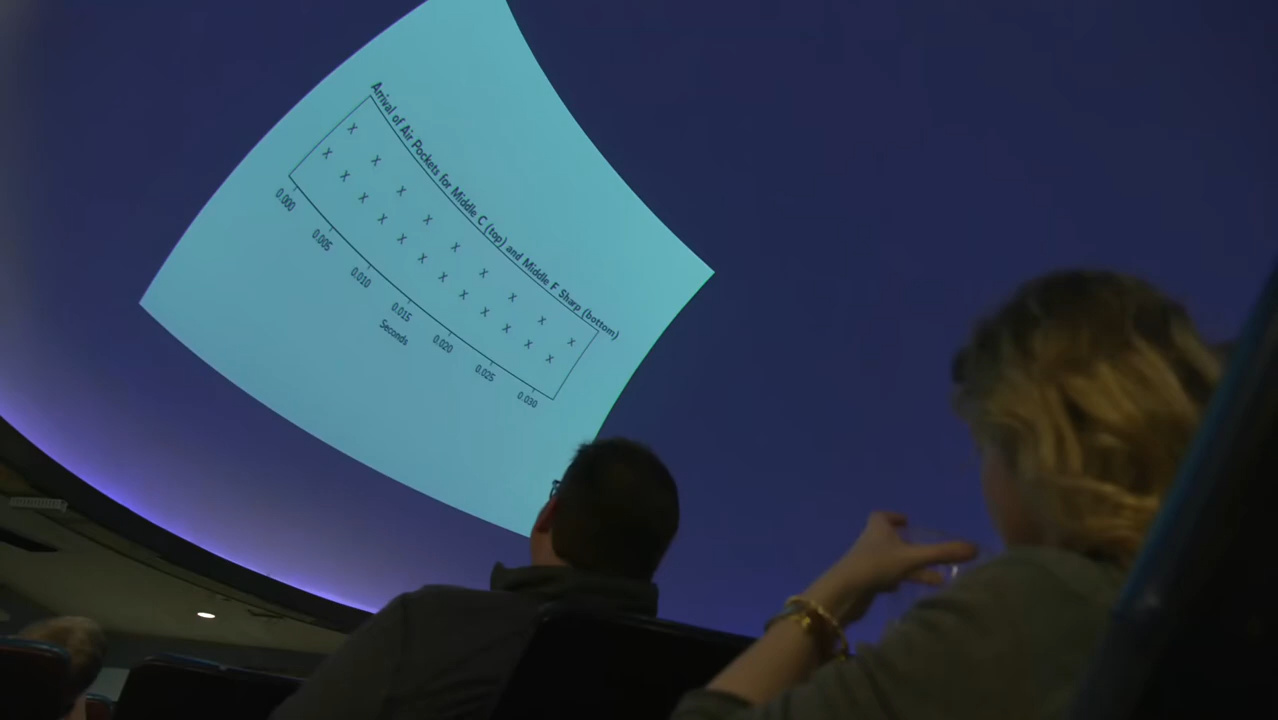 Arrival of Air Pockets for Middle C (top) and Middle F Sharp (bottom)
X X X X X X X X X
X X X X X X X X X X X X
0.000 0.005 0.010 0.015 0.020 0.025 0.030
Seconds